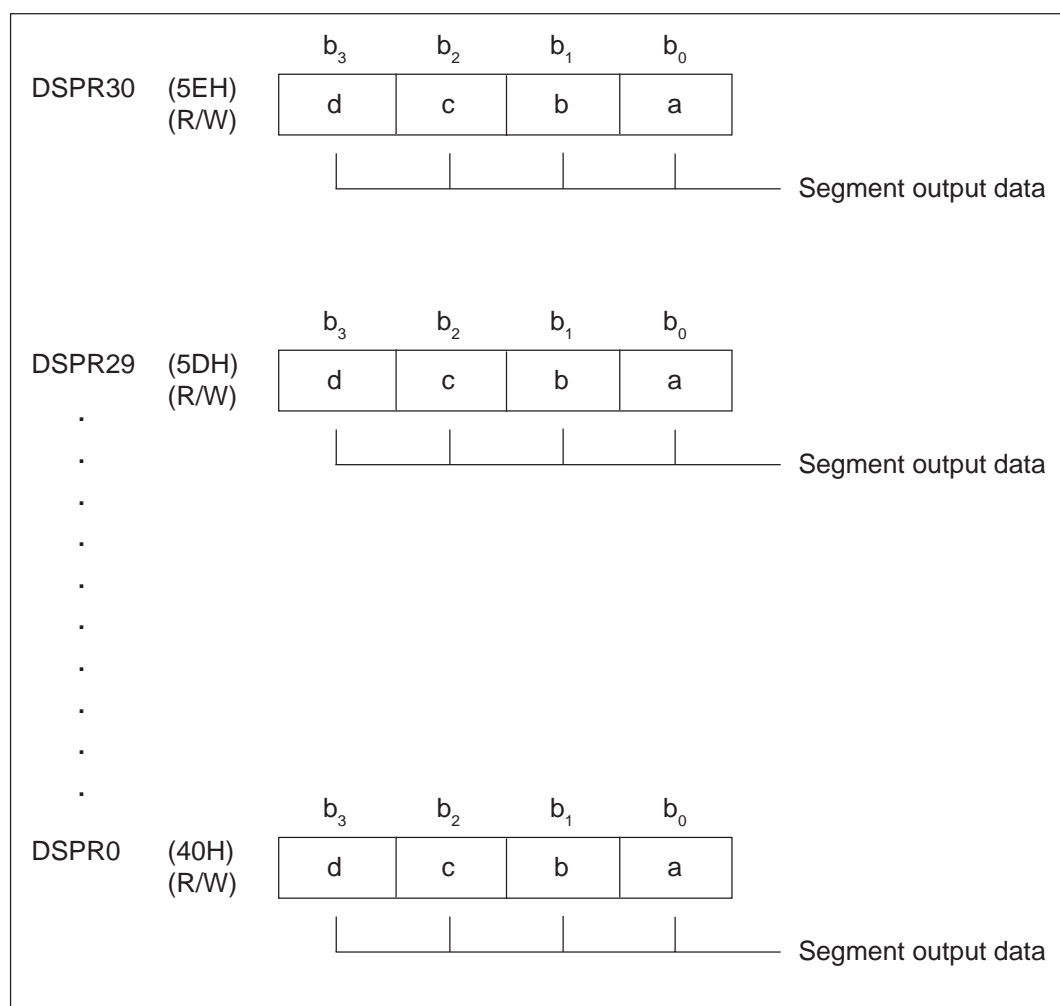 b3 b2 b1 b0
DSPR30 (5EH) d c b a
(R/W)
Segment output data
b3 b2 b1 b0
DSPR29 (5DH) d c b a
(R/W)
.
.
Segment output data
.
.
.
.
.
.
.
.
b3 b2 b1 b0
DSPR0 (40H) d c b a
(R/W)
Segment output data